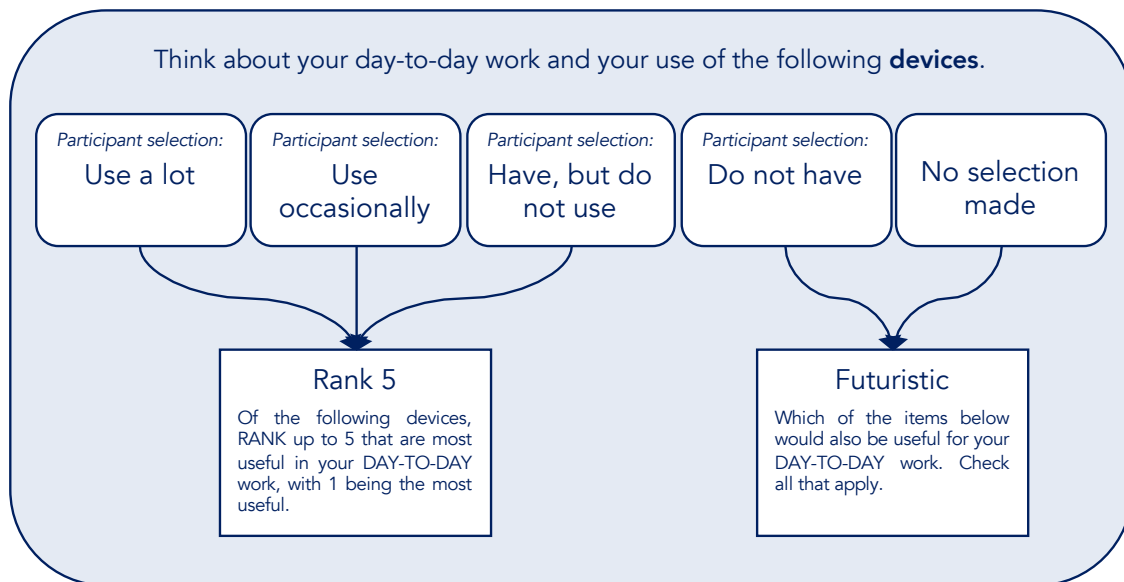 Think about your day-to-day work and your use of the following devices.
Participant selection:
Use a lot
Participant selection:
Use
occasionally
Participant selection:
Have, but do
not use
Participant selection:
Do not have
No selection
made
Rank 5
Of the following devices,
RANK up to 5 that are most
useful in your DAY-TO-DAY
work, with 1 being the most
useful.
Futuristic
Which of the items below
would also be useful for your
DAY-TO-DAY work. Check
all that apply.